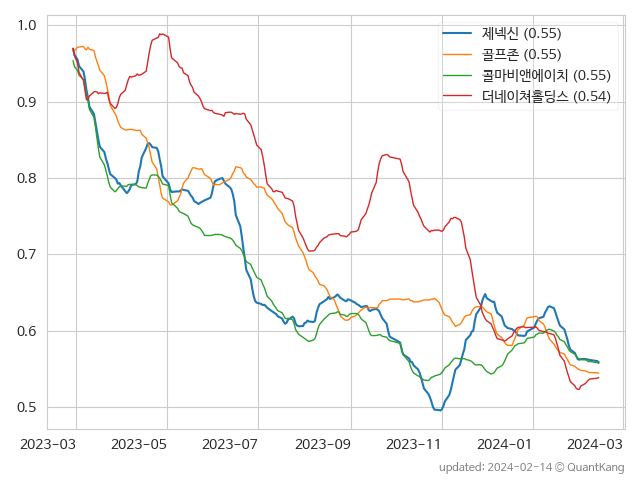 1.0
0.9
0.8
0.7
0.6
0.5
제넥신 (0.55)
골프존 (0.55)
콜마비앤에이치 (0.55)
더네이쳐홀딩스 (0.54)
2023-03 2023-05 2023-07 2023-09 2023-11 2024-01 2024-03
updated: 2024-02-14 © QuantKang